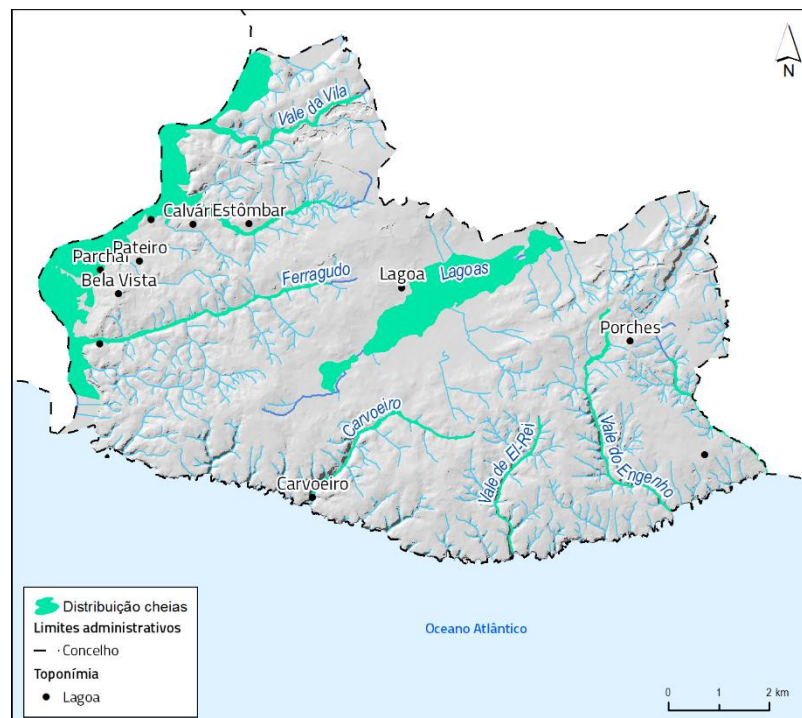 N
Vale da Vila
Calvár
Estômbar
Pateiro
Parchal
Bela Vista
Ferragudo
Lagoa
Lagoas
Porches
Carvoeiro
Vale de El-Rei
Vale do Engenho
Carvoeiro
Oceano Atlântico
Distribuição cheias
Limites administrativos
Concelho
Toponímia
Lagoa
0 1 2 km